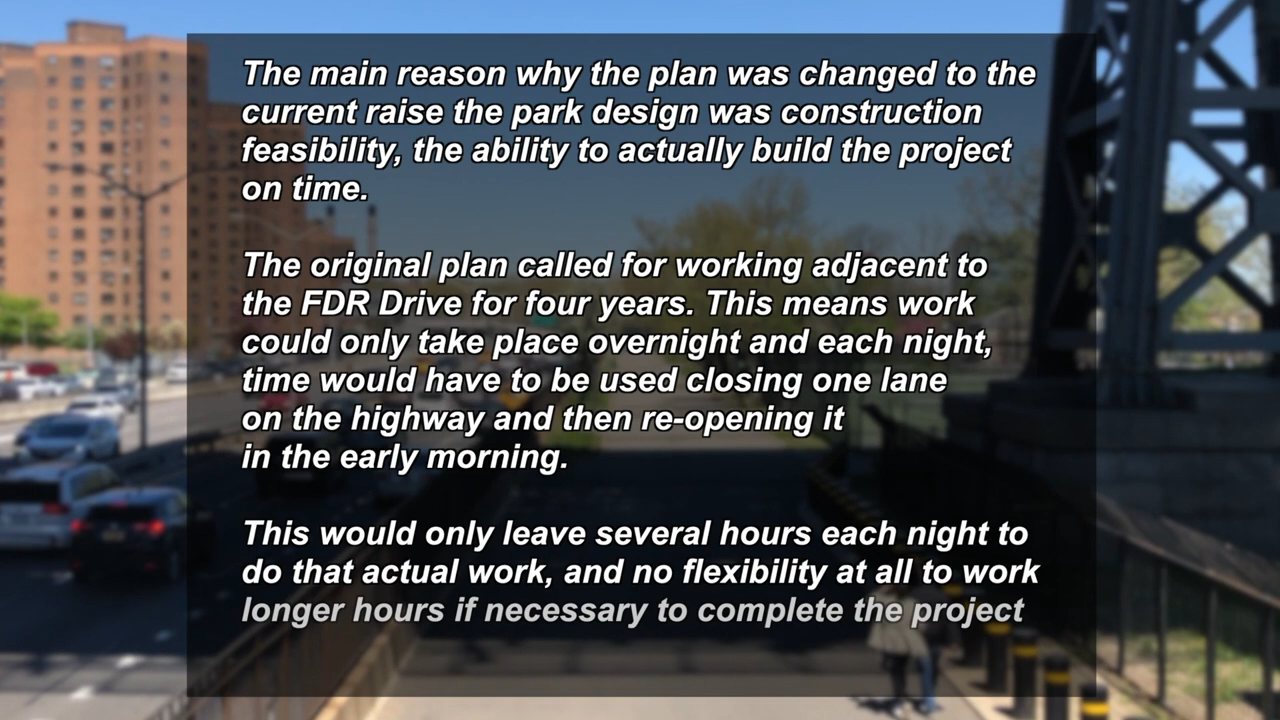 The main reason why the plan was changed to the
current raise the park design was construction
feasibility, the ability to actually build the project
on time.
The original plan called for working adjacent to
the FDR Drive for four years. This means work
could only take place overnight and each night,
time would have to be used closing one lane
on the highway and then re-opening it
in the early morning.
This would only leave several hours each night to
do that actual work, and no flexibility at all to work
longer hours if necessary to complete the project